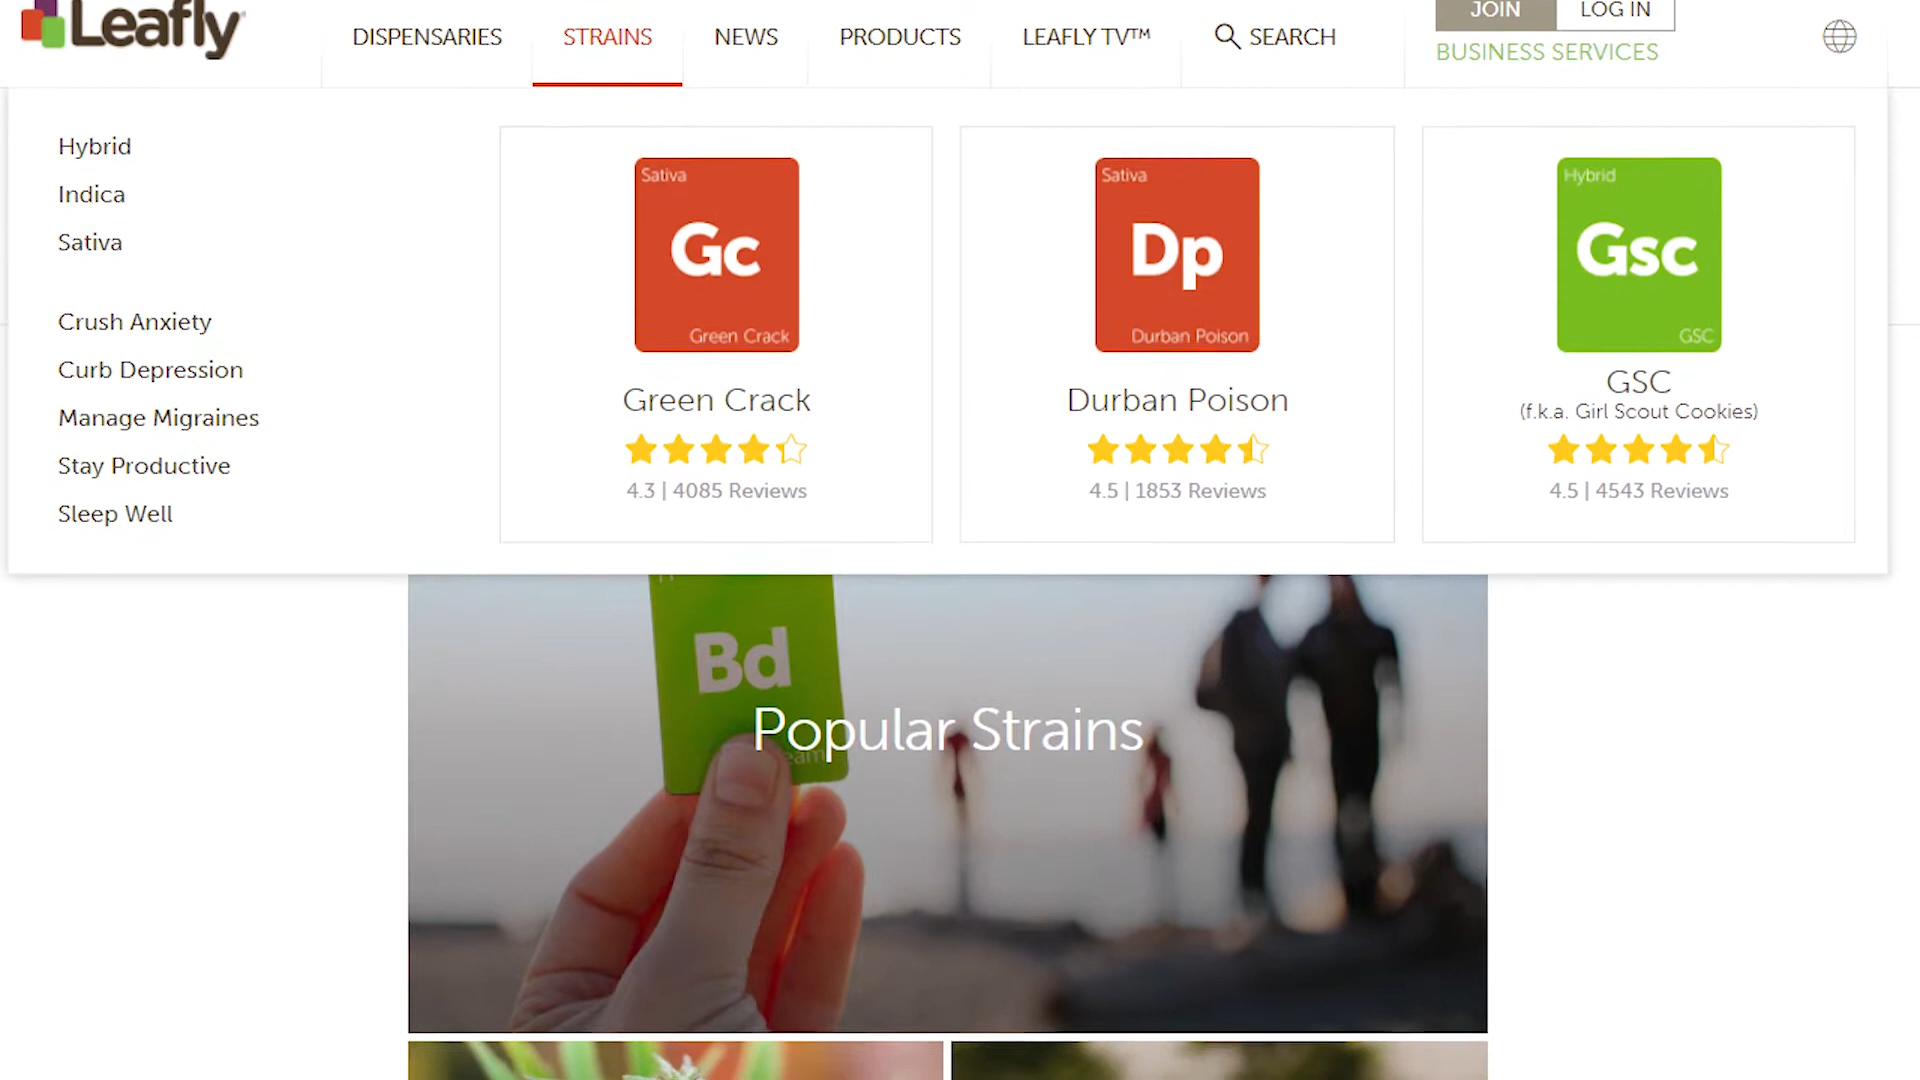 Leafly
DISPENSARIES
STRAINS
NEWS
PRODUCTS
LEAFLY TV™
SEARCH
JOIN
LOG IN
BUSINESS SERVICES
Hybrid
Indica
Sativa
Crush Anxiety
Curb Depression
Manage Migraines
Stay Productive
Sleep Well
Sativa
Gc
Green Crack
Green Crack
4.3 | 4085 Reviews
Sativa
Dp
Durban Poison
Durban Poison
4.5 | 1853 Reviews
Hybrid
Gsc
GSC
GSC
(f.k.a. Girl Scout Cookies)
4.5 | 4543 Reviews
Bd
Popular Strains